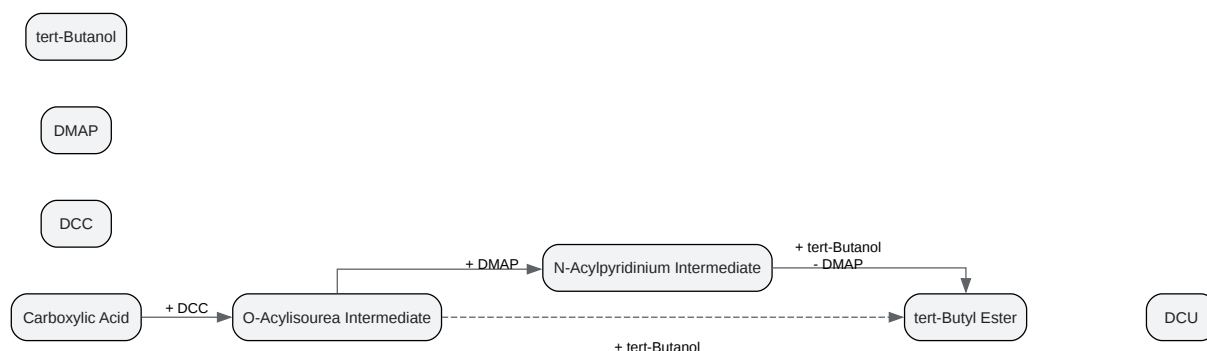 tert-Butanol
DMAP
DCC
+ tert-Butanol
- DMAP
+ DMAP
N-Acylpyridinium Intermediate
Carboxylic Acid
+ DCC
O-Acylisourea Intermediate
tert-Butyl Ester
DCU
+ tert-Butanol